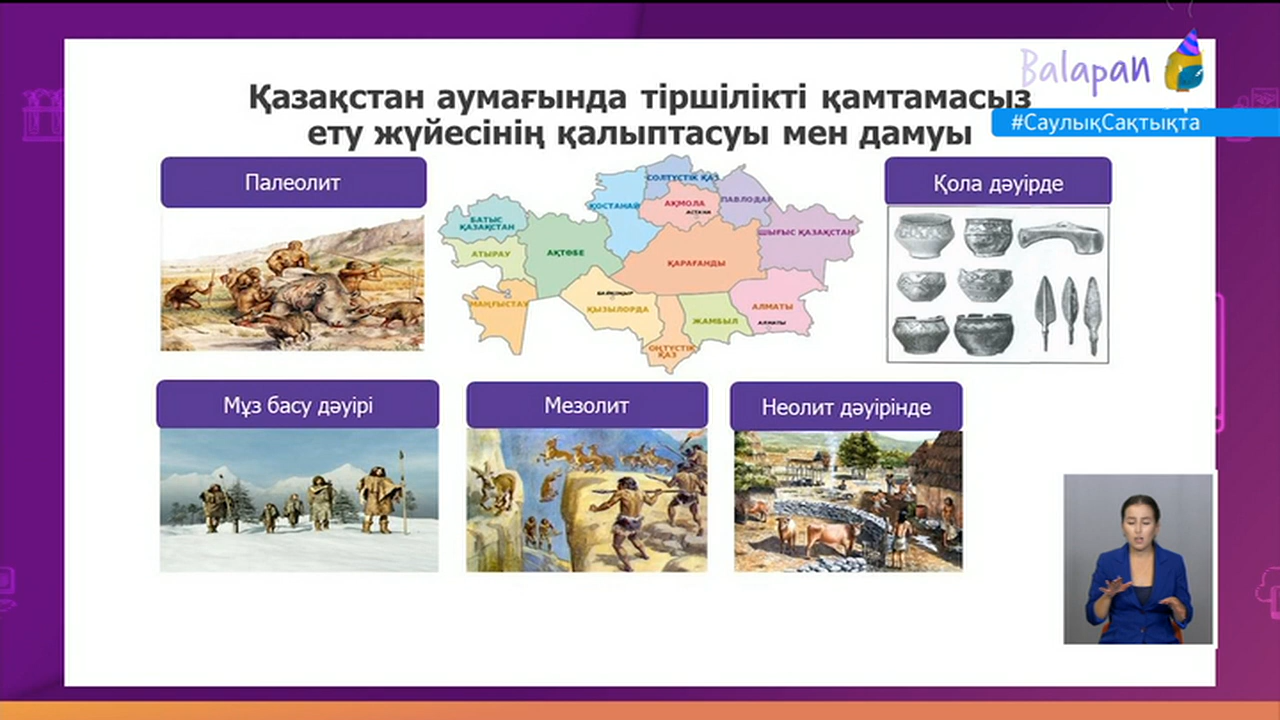 Balapan
#СаулықСақтықта
Қазақстан аумағында тіршілікті қамтамасыз
ету жүйесінің қалыптасуы мен дамуы
Палеолит
Қола дәуірде
СОЛТҮСТІК ҚАЗ
ҚОСТАНАЙ
АҚМОЛА
АСТАНА
ПАВЛОДАР
БАТЫС
ҚАЗАҚСТАН
ШЫҒЫС ҚАЗАҚСТАН
АТЫРАУ
АҚТӨБЕ
ҚАРАҒАНДЫ
МАҢҒЫСТАУ
БАЙҚОҢЫР
ҚЫЗЫЛОРДА
АЛМАТЫ
ЖАМБЫЛ
АЛМАТЫ
ОҢТҮСТІК
ҚАЗ
Мұз басу дәуірі
Мезолит
Неолит дәуірінде